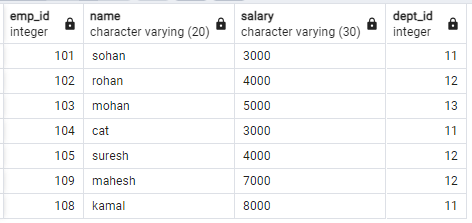 emp_id name salary dept_id
integer character varying (20) character varying (30) integer
101 sohan 3000 11
102 rohan 4000 12
103 mohan 5000 13
104 cat 3000 11
105 suresh 4000 12
109 mahesh 7000 12
108 kamal 8000 11